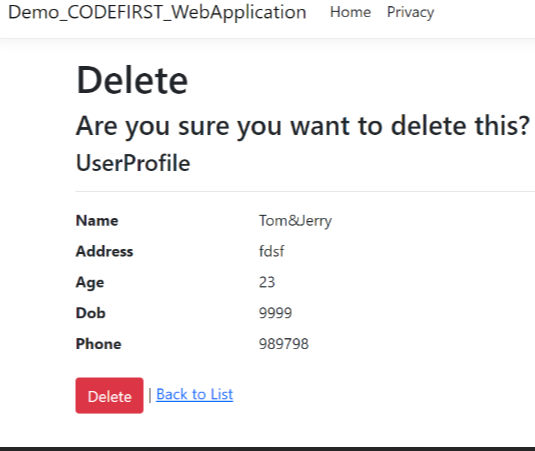 Demo_CODEFIRST_WebApplication Home Privacy
Delete
Are you sure you want to delete this?
UserProfile
Name Tom&Jerry
Address fdsf
Age 23
Dob 9999
Phone 989798
Delete | Back to List